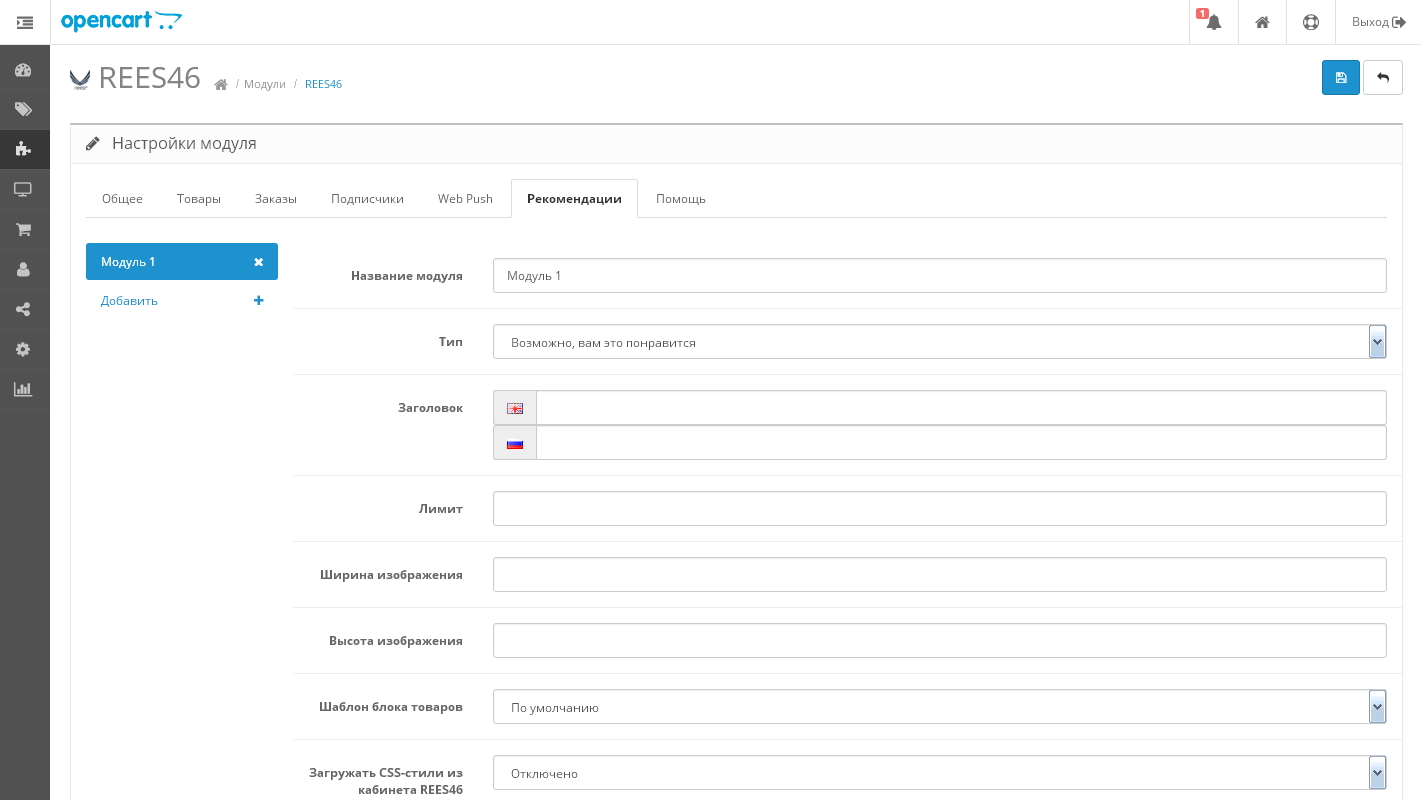 opencart
1
Выход
REES46
/ Модули / REES46
Настройки модуля
Общее Товары Заказы Подписчики Web Push Рекомендации Помощь
Модуль 1
Добавить
Название модуля Модуль 1
Тип Возможно, вам это понравится
Заголовок
Лимит
Ширина изображения
Высота изображения
Шаблон блока товаров По умолчанию
Загружать CSS-стили из Отключено
кабинета REES46